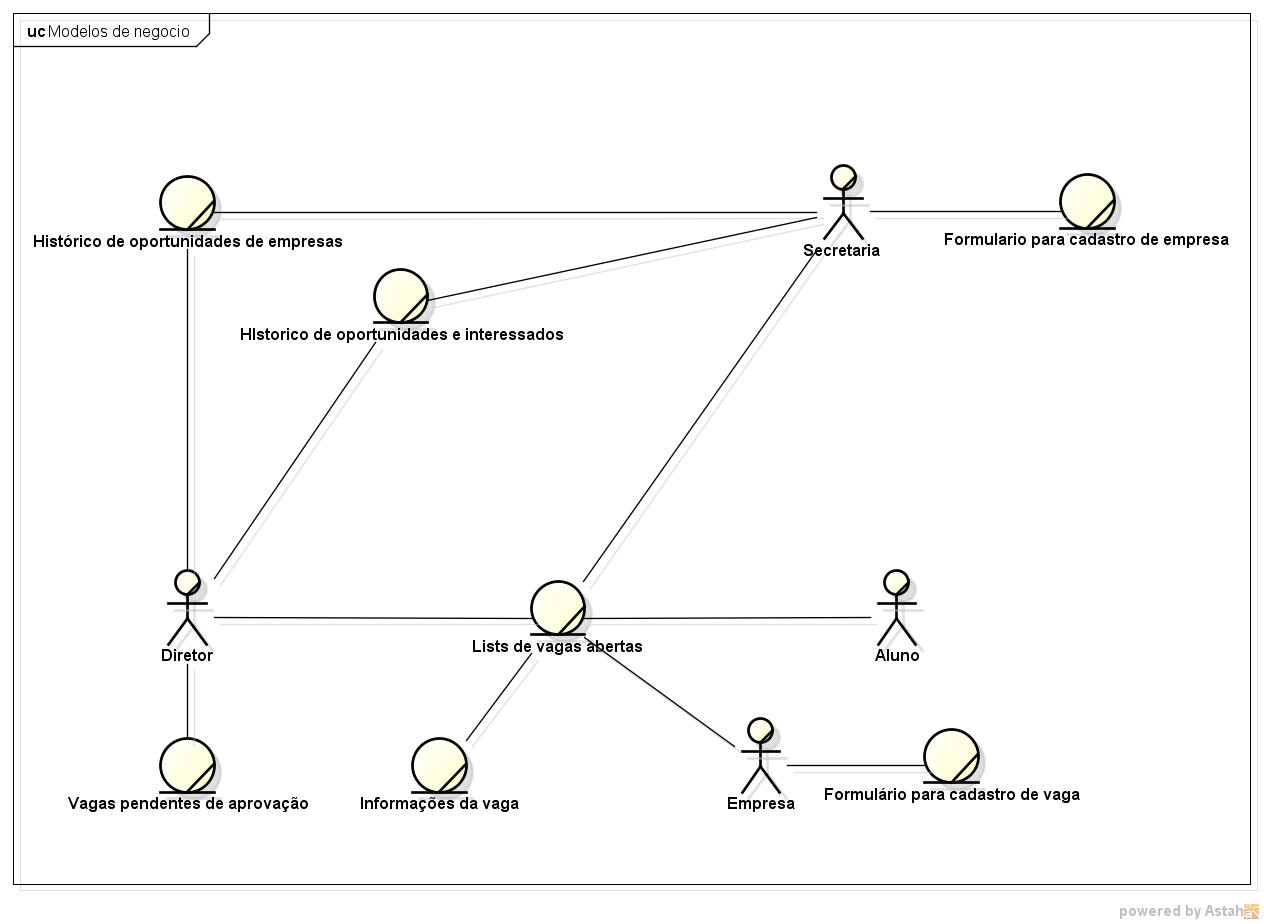 uc Modelos de negocio
Histórico de oportunidades de empresas
Secretaria
Formulario para cadastro de empresa
HIstorico de oportunidades e interessados
Diretor
Lists de vagas abertas
Aluno
Vagas pendentes de aprovação
Informações da vaga
Empresa
Formulário para cadastro de vaga
powered by Astah